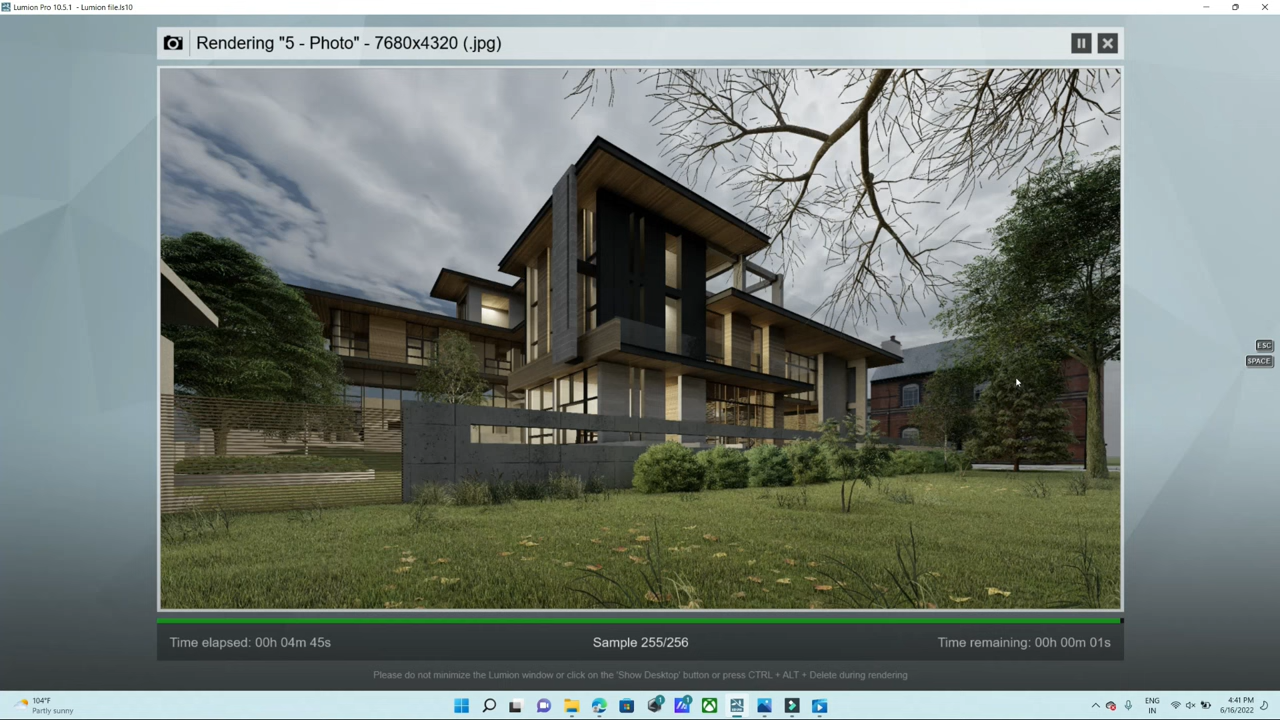 Lumion Pro 10.5.1 - Lumion file.ls10
Rendering "5 - Photo" - 7680x4320 (.jpg)
ESC
SPACE
Time elapsed: 00h 04m 45s
Sample 255/256
Time remaining: 00h 00m 01s
Please do not minimize the Lumion window or click on the 'Show Desktop' button or press CTRL + ALT + Delete during rendering
104°F
Partly sunny
ENG
IN
4:41 PM
6/16/2022